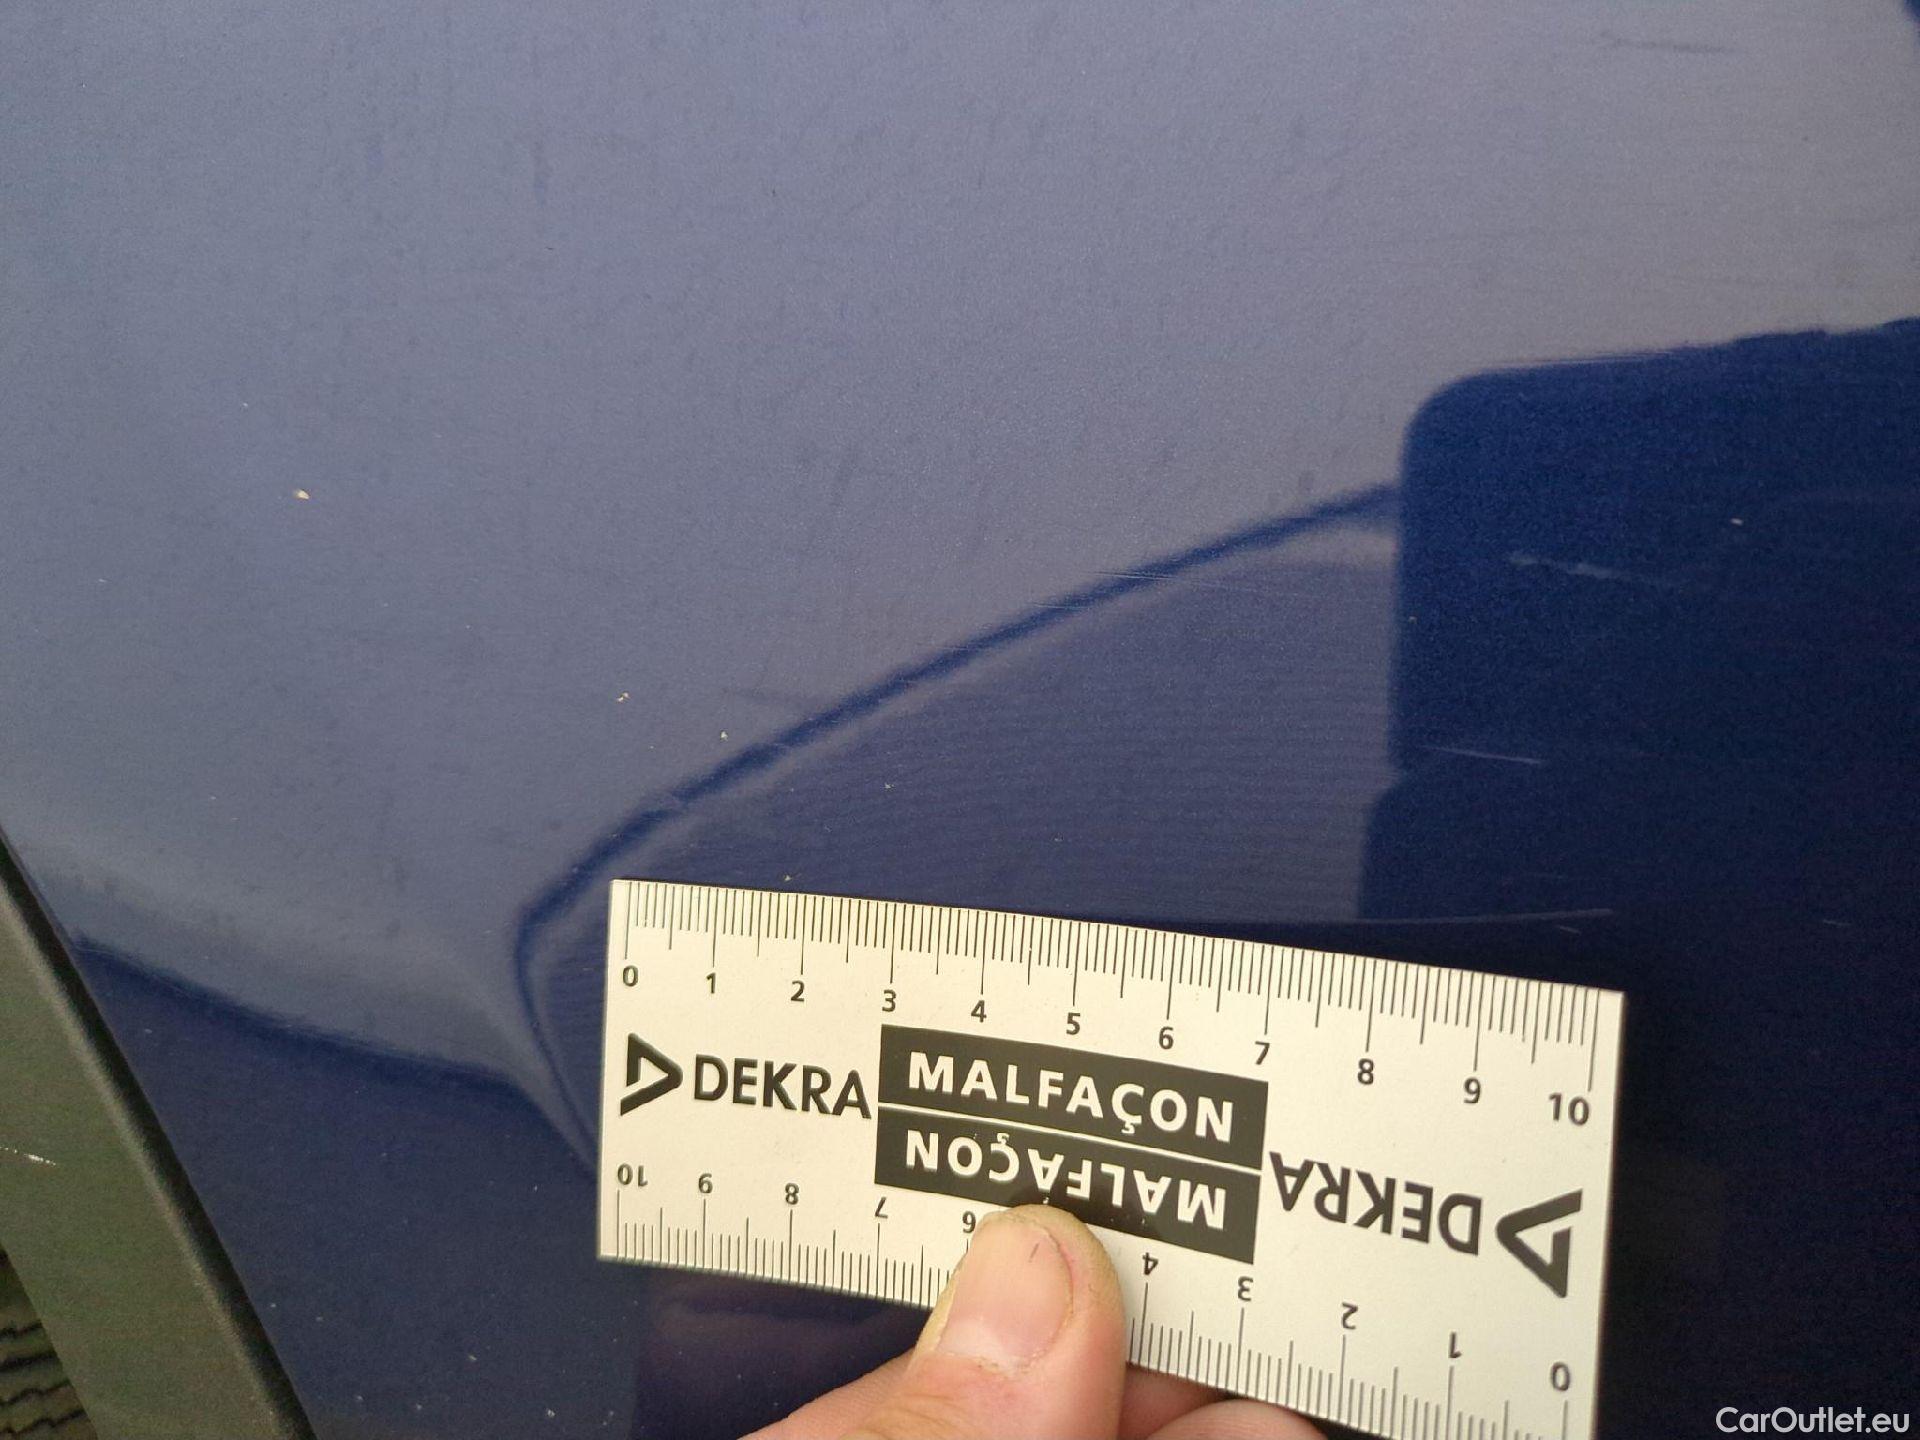 0 1 2 3 4 5 6 7 8 9 10
DEKRA
MALFAÇON
MALFAÇON
DEKRA
10 9 8 7 6 4 3 2 1 0
CarOutlet.eu